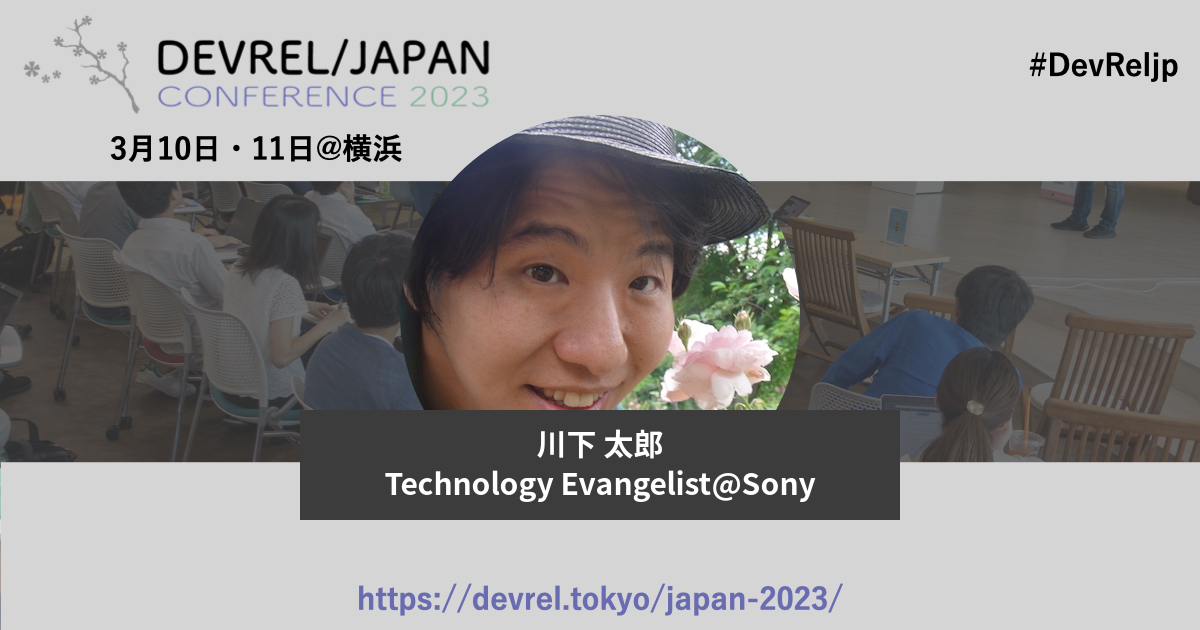 DEVREL/JAPAN
CONFERENCE 2023
#DevReljp
3月10日・11日@横浜
川下 太郎
Technology Evangelist@Sony
https://devrel.tokyo/japan-2023/